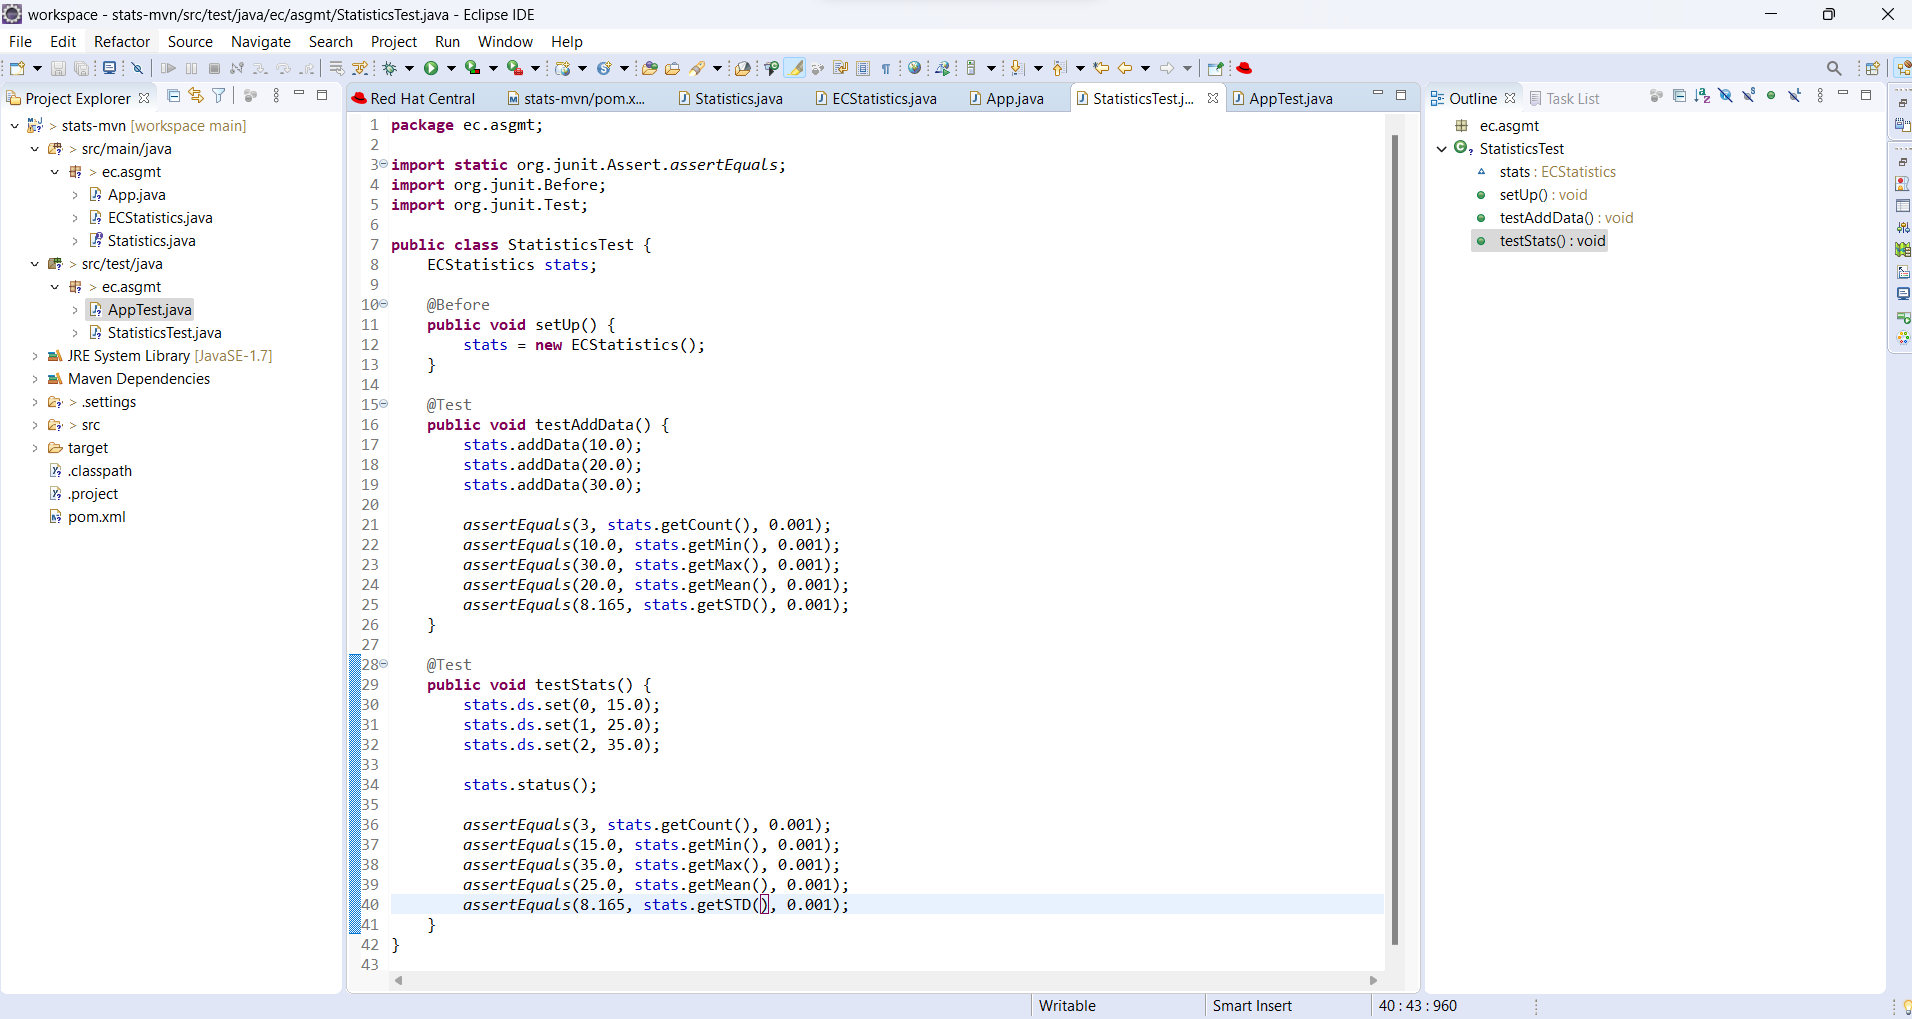 workspace - stats-mvn/src/test/java/ec/asgmt/StatisticsTest.java - Eclipse IDE
File Edit Refactor Source Navigate Search Project Run Window Help
Project Explorer
> stats-mvn [workspace main]
> src/main/java
> ec.asgmt
App.java
ECStatistics.java
Statistics.java
> src/test/java
> ec.asgmt
AppTest.java
StatisticsTest.java
JRE System Library [JavaSE-1.7]
Maven Dependencies
> .settings
> src
target
.classpath
.project
pom.xml
Red Hat Central stats-mvn/pom.x... Statistics.java ECStatistics.java App.java StatisticsTest.j... AppTest.java
1 package ec.asgmt;
2
3 import static org.junit.Assert.assertEquals;
4 import org.junit.Before;
5 import org.junit.Test;
6
7 public class StatisticsTest {
8 ECStatistics stats;
9
10 @Before
11 public void setUp() {
12 stats = new ECStatistics();
13 }
14
15 @Test
16 public void testAddData() {
17 stats.addData(10.0);
18 stats.addData(20.0);
19 stats.addData(30.0);
20
21 assertEquals(3, stats.getCount(), 0.001);
22 assertEquals(10.0, stats.getMin(), 0.001);
23 assertEquals(30.0, stats.getMax(), 0.001);
24 assertEquals(20.0, stats.getMean(), 0.001);
25 assertEquals(8.165, stats.getSTD(), 0.001);
26 }
27
28 @Test
29 public void testStats() {
30 stats.ds.set(0, 15.0);
31 stats.ds.set(1, 25.0);
32 stats.ds.set(2, 35.0);
33
34 stats.status();
35
36 assertEquals(3, stats.getCount(), 0.001);
37 assertEquals(15.0, stats.getMin(), 0.001);
38 assertEquals(35.0, stats.getMax(), 0.001);
39 assertEquals(25.0, stats.getMean(), 0.001);
40 assertEquals(8.165, stats.getSTD(), 0.001);
41 }
42 }
43
Outline Task List
ec.asgmt
StatisticsTest
stats : ECStatistics
setUp() : void
testAddData() : void
testStats() : void
Writable Smart Insert 40 : 43 : 960